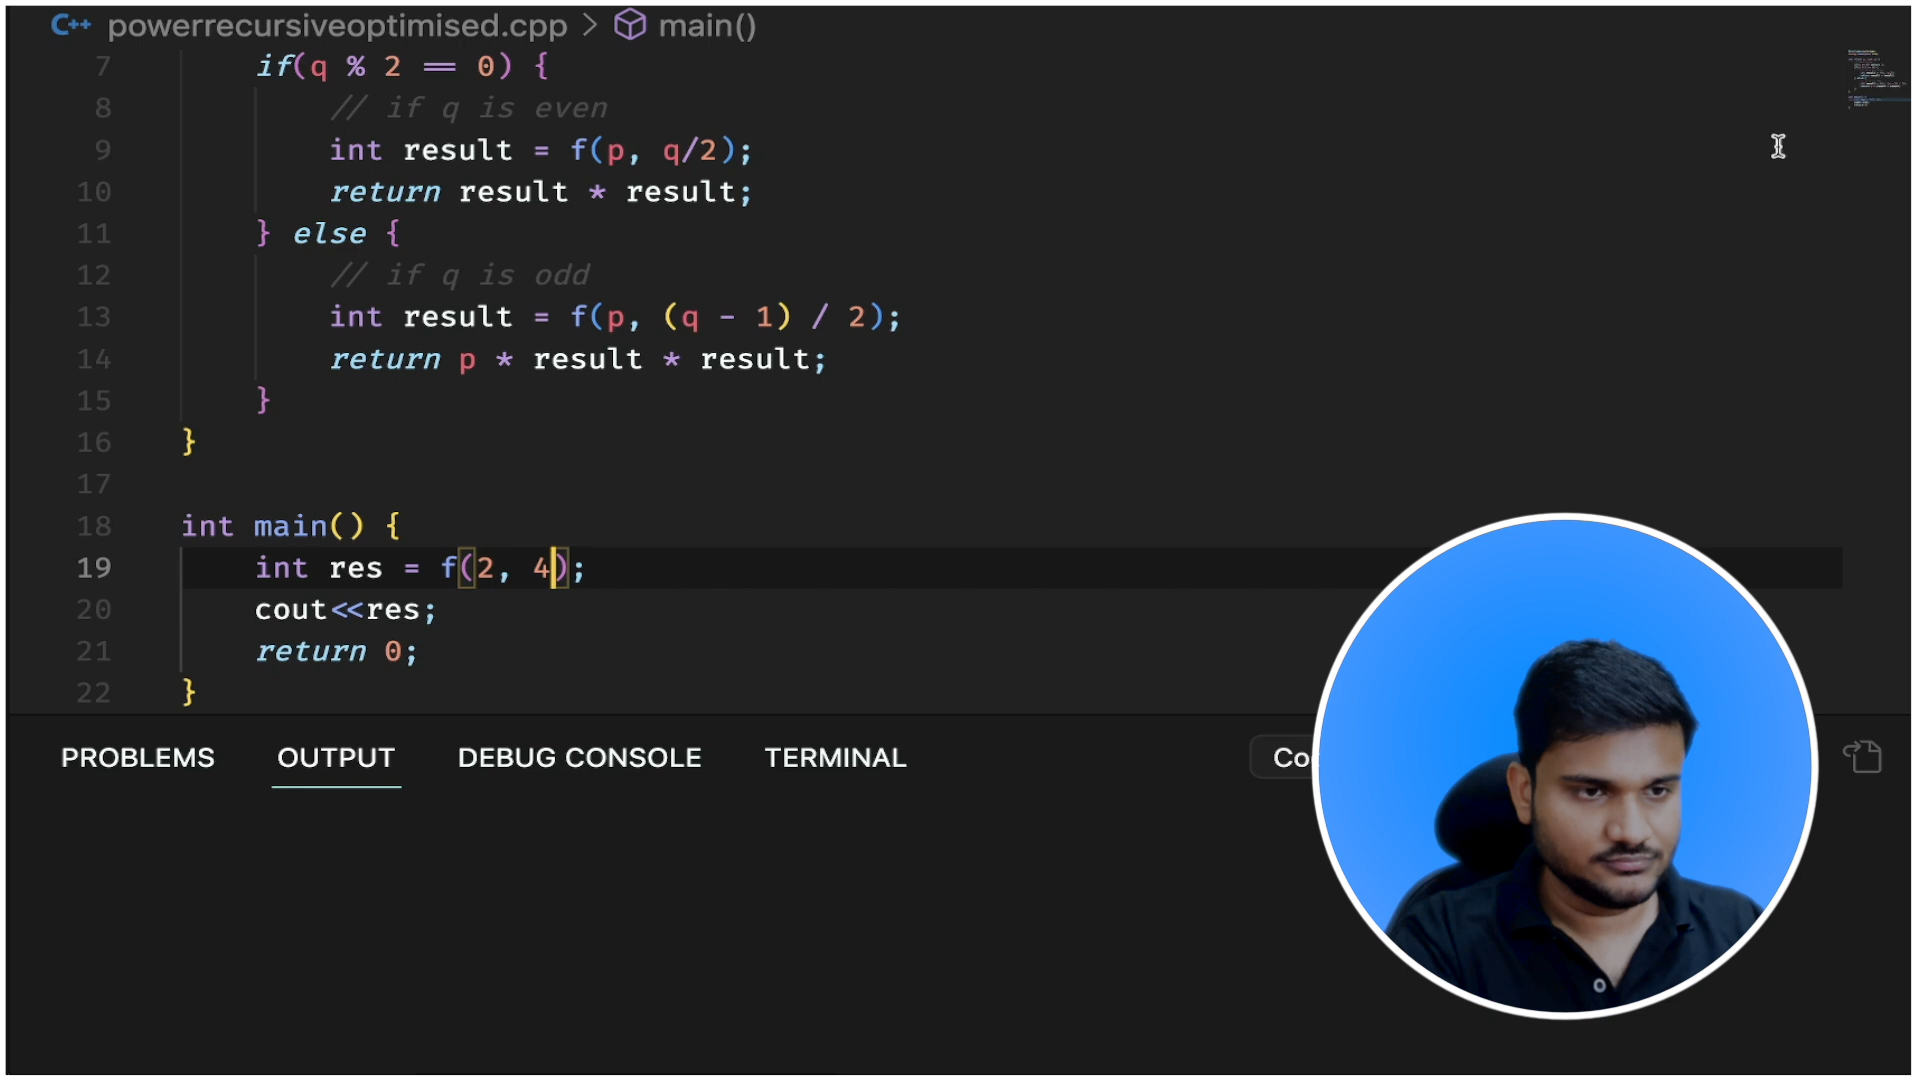 C++ powerrecursiveoptimised.cpp > main()
7 if(q % 2 == 0) {
8 // if q is even
9 int result = f(p, q/2);
10 return result * result;
11 } else {
12 // if q is odd
13 int result = f(p, (q - 1) / 2);
14 return p * result * result;
15 }
16 }
17
18 int main() {
19 int res = f(2, 4);
20 cout<<res;
21 return 0;
22 }
PROBLEMS OUTPUT DEBUG CONSOLE TERMINAL